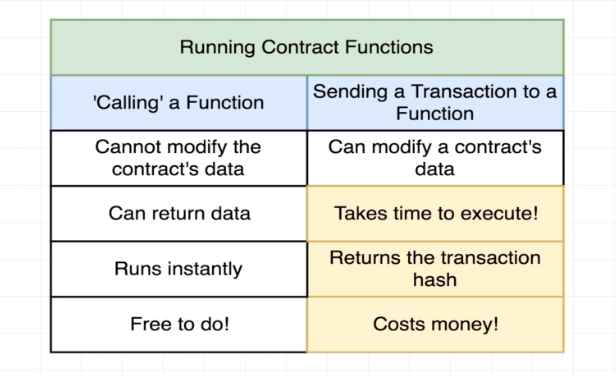 Running Contract Functions
'Calling' a Function
Sending a Transaction to a
Function
Cannot modify the
contract's data
Can modify a contract's
data
Can return data
Takes time to execute!
Runs instantly
Returns the transaction
hash
Free to do!
Costs money!